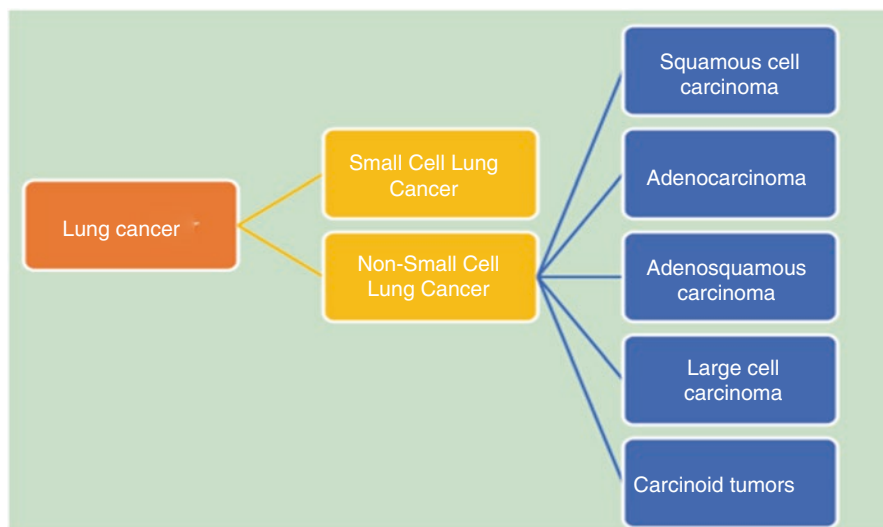 Lung cancer
Small Cell Lung
Cancer
Non-Small Cell
Lung Cancer
Squamous cell
carcinoma
Adenocarcinoma
Adenosquamous
carcinoma
Large cell
carcinoma
Carcinoid tumors